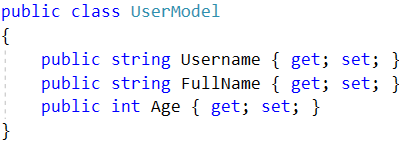 public class UserModel
{
    public string Username { get; set; }
    public string FullName { get; set; }
    public int Age { get; set; }
}